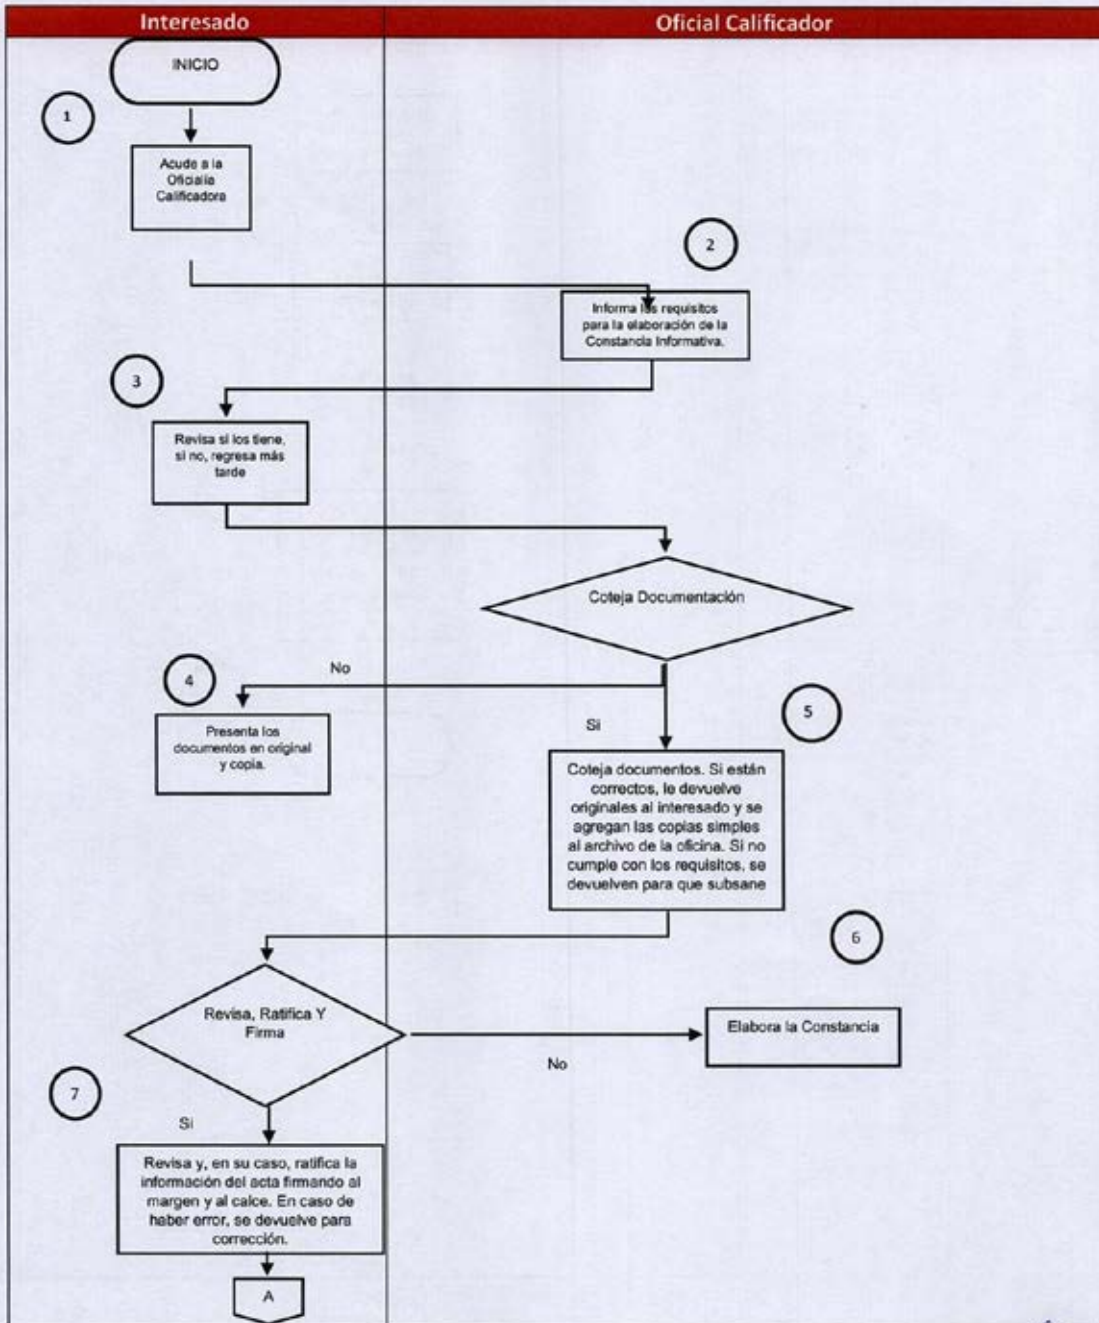 Interesado
Oficial Calificador
INICIO
1
Acude a la
Oficialía
Calificadora
2
Informa los requisitos
para la elaboración de la
Constancia Informativa.
3
Revisa si los tiene,
si no, regresa más
tarde
Coteja Documentación
No
4
Presenta los
documentos en original
y copia.
Si
5
Coteja documentos. Si están
correctos, le devuelve
originales al interesado y se
agregan las copias simples
al archivo de la oficina. Si no
cumple con los requisitos, se
devuelven para que subsane
6
Revisa, Ratifica Y
Firma
Elabora la Constancia
No
7
Si
Revisa y, en su caso, ratifica la
información del acta firmando al
margen y al calce. En caso de
haber error, se devuelve para
corrección.
A